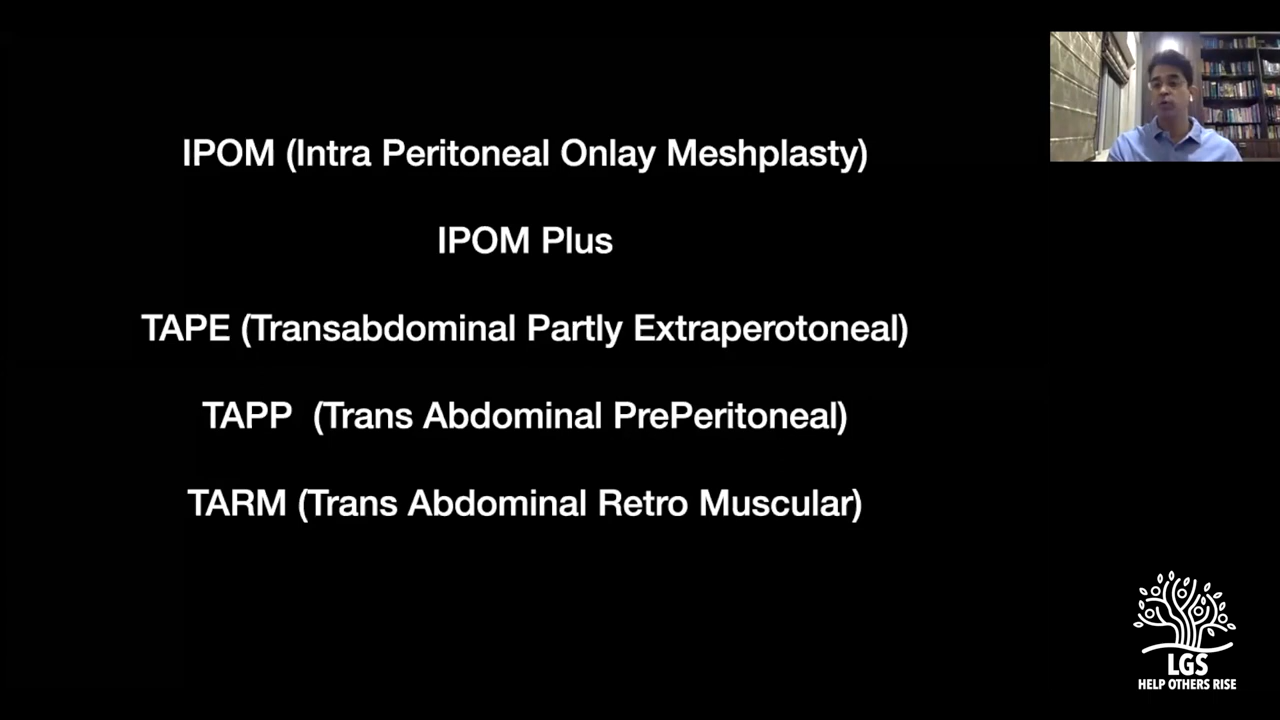 IPOM (Intra Peritoneal Onlay Meshplasty)
IPOM Plus
TAPE (Transabdominal Partly Extraperotoneal)
TAPP  (Trans Abdominal PrePeritoneal)
TARM (Trans Abdominal Retro Muscular)
LGS
HELP OTHERS RISE